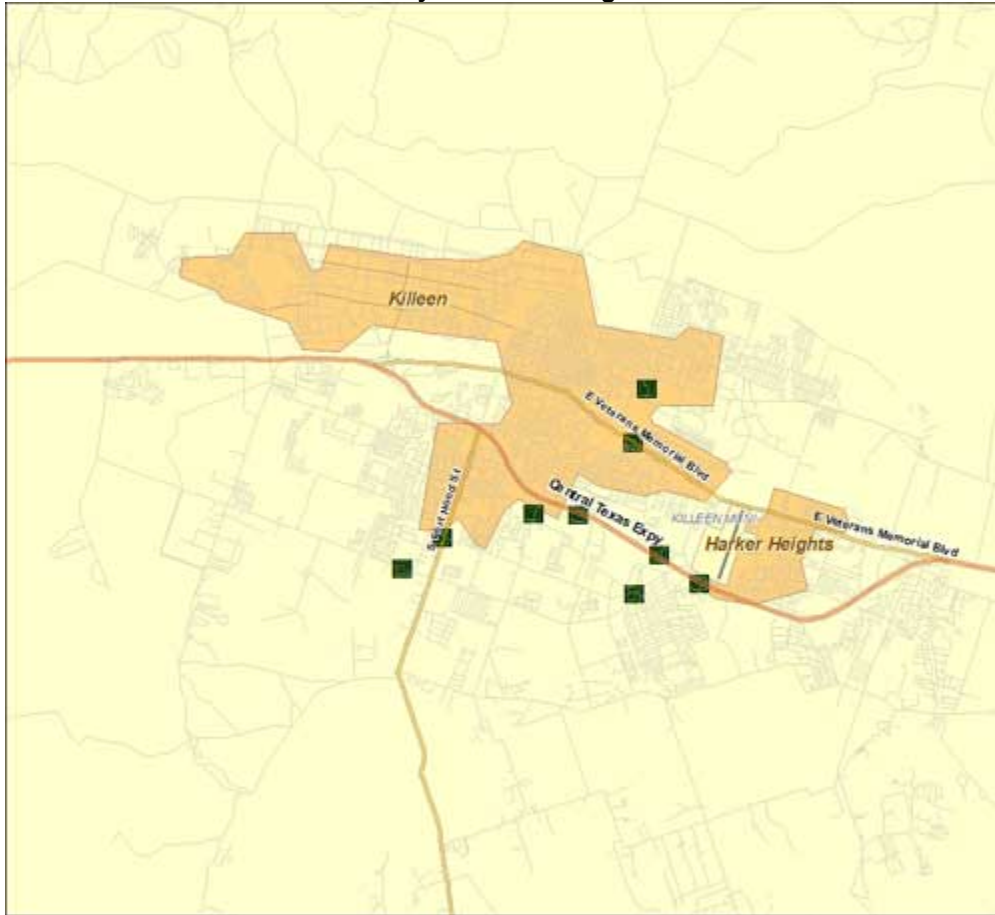 Killeen
E Veterans Memorial Blvd
Central Texas Expy
KILLEEN MUNI
Harker Heights
E Veterans Memorial Blvd
S Fort Hood St